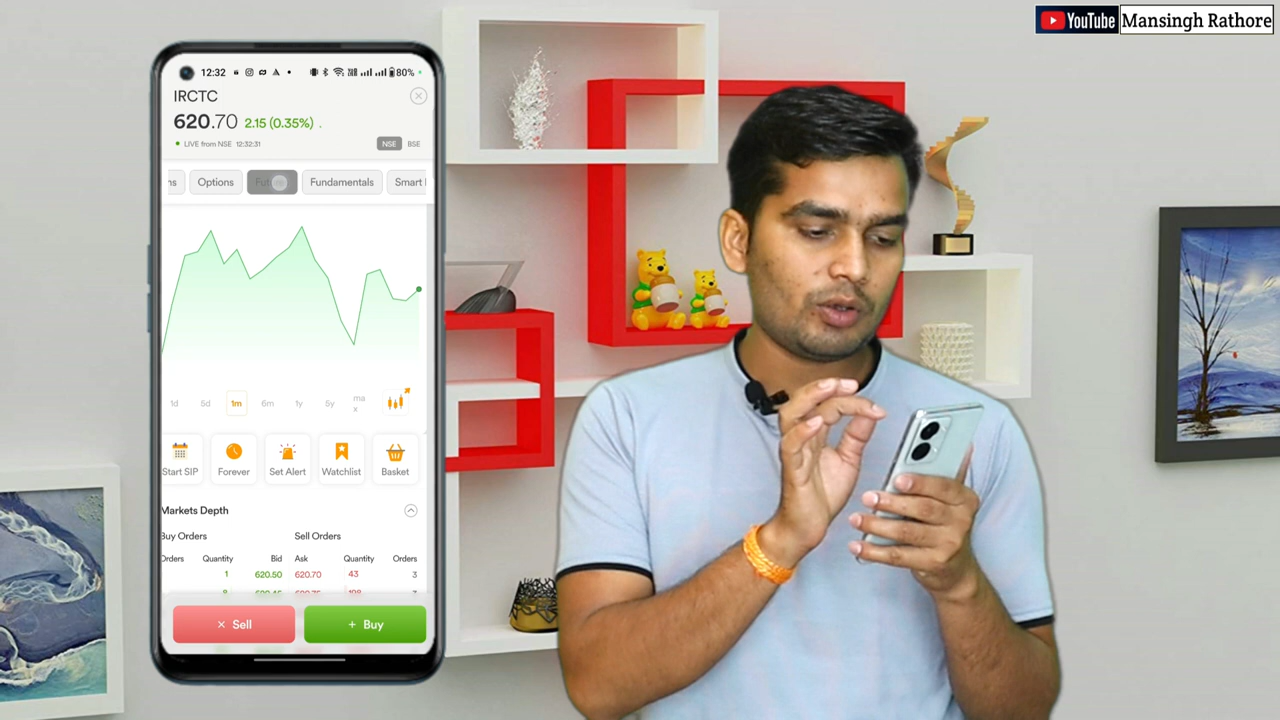 YouTube Mansingh Rathore
12:32 80%
IRCTC
620.70 2.15 (0.35%)
LIVE from NSE 12:32:31 NSE BSE
ns Options Future Fundamentals Smart
1d 5d 1m 6m 1y 5y ma
x
Start SIP Forever Set Alert Watchlist Basket
Markets Depth
Buy Orders Sell Orders
Orders Quantity Bid Ask Quantity Orders
1 620.50 620.70 43 3
× Sell + Buy